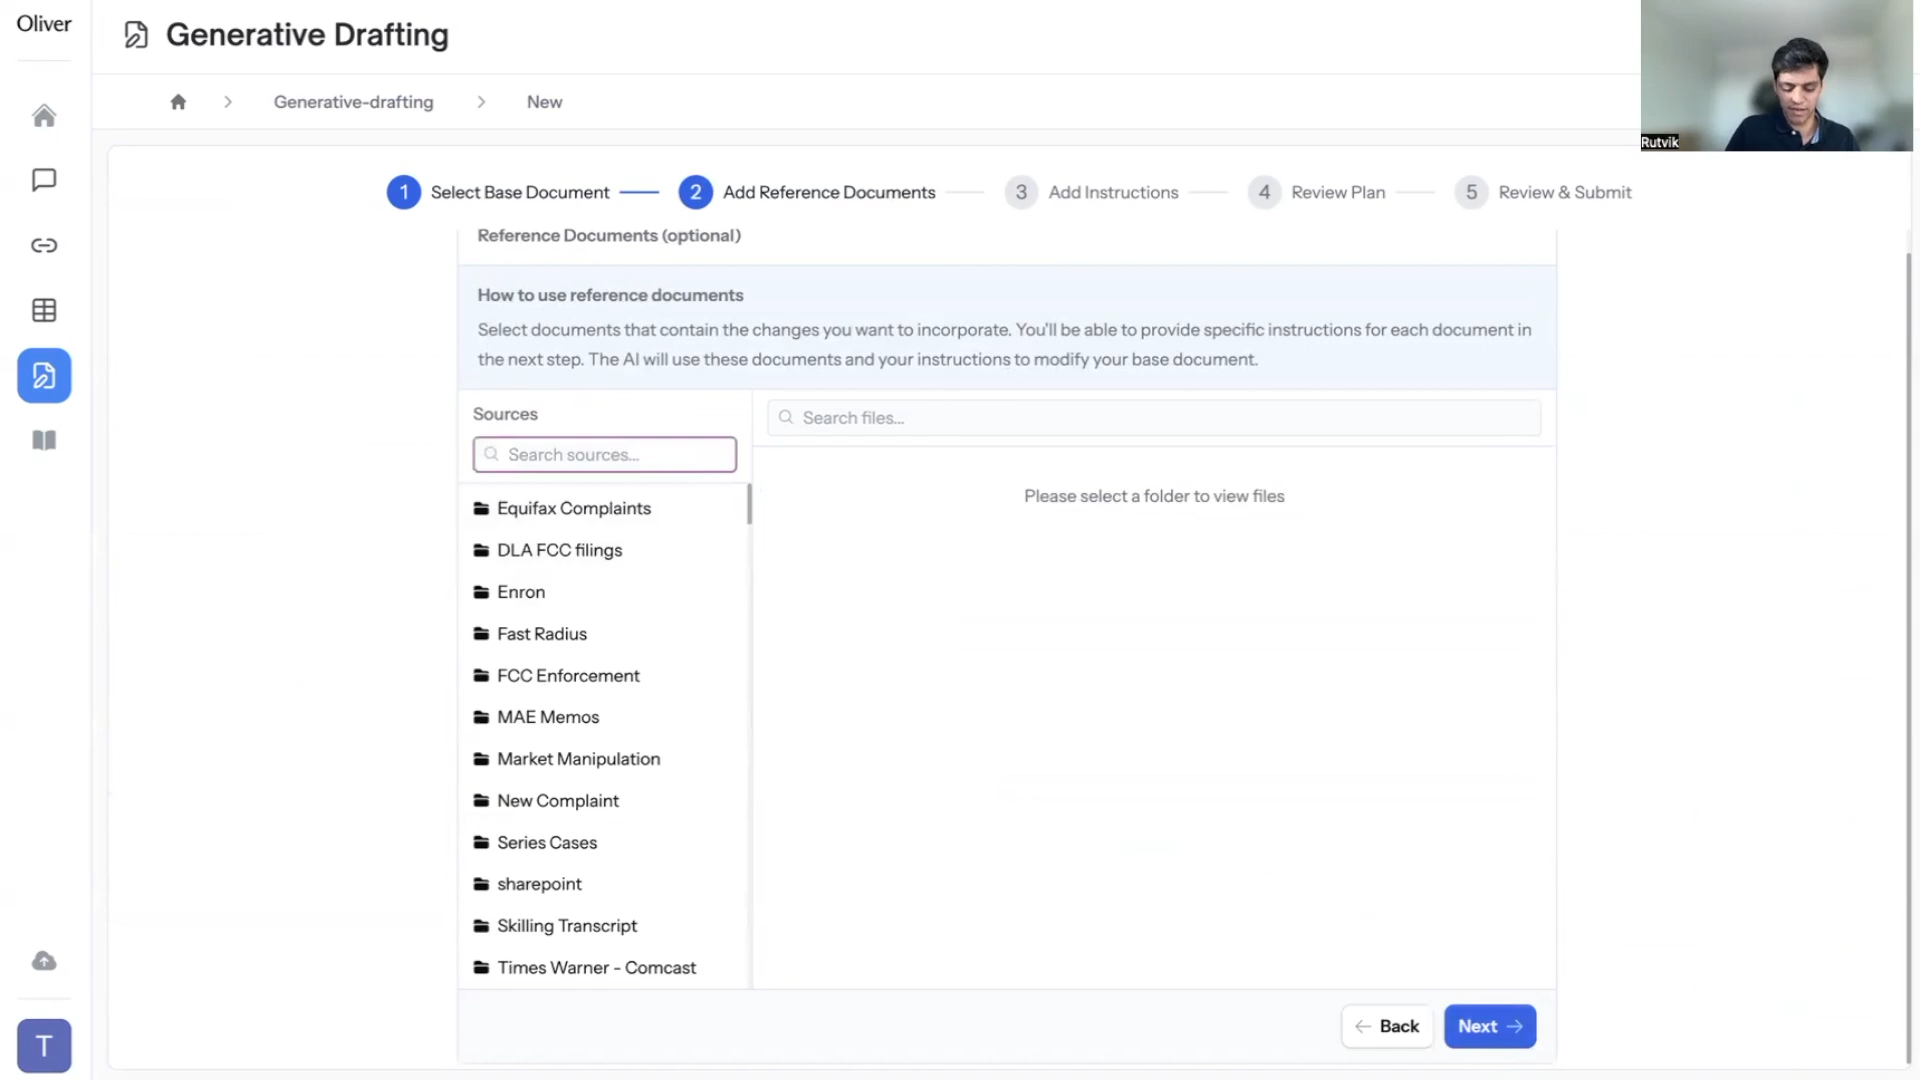 Oliver
Generative Drafting
Generative-drafting
New
Rutvik
1 Select Base Document
2 Add Reference Documents
3 Add Instructions
4 Review Plan
5 Review & Submit
Reference Documents (optional)
How to use reference documents
Select documents that contain the changes you want to incorporate. You'll be able to provide specific instructions for each document in
the next step. The AI will use these documents and your instructions to modify your base document.
Sources
Search sources...
Search files...
Please select a folder to view files
Equifax Complaints
DLA FCC filings
Enron
Fast Radius
FCC Enforcement
MAE Memos
Market Manipulation
New Complaint
Series Cases
sharepoint
Skilling Transcript
Times Warner - Comcast
Back
Next
T